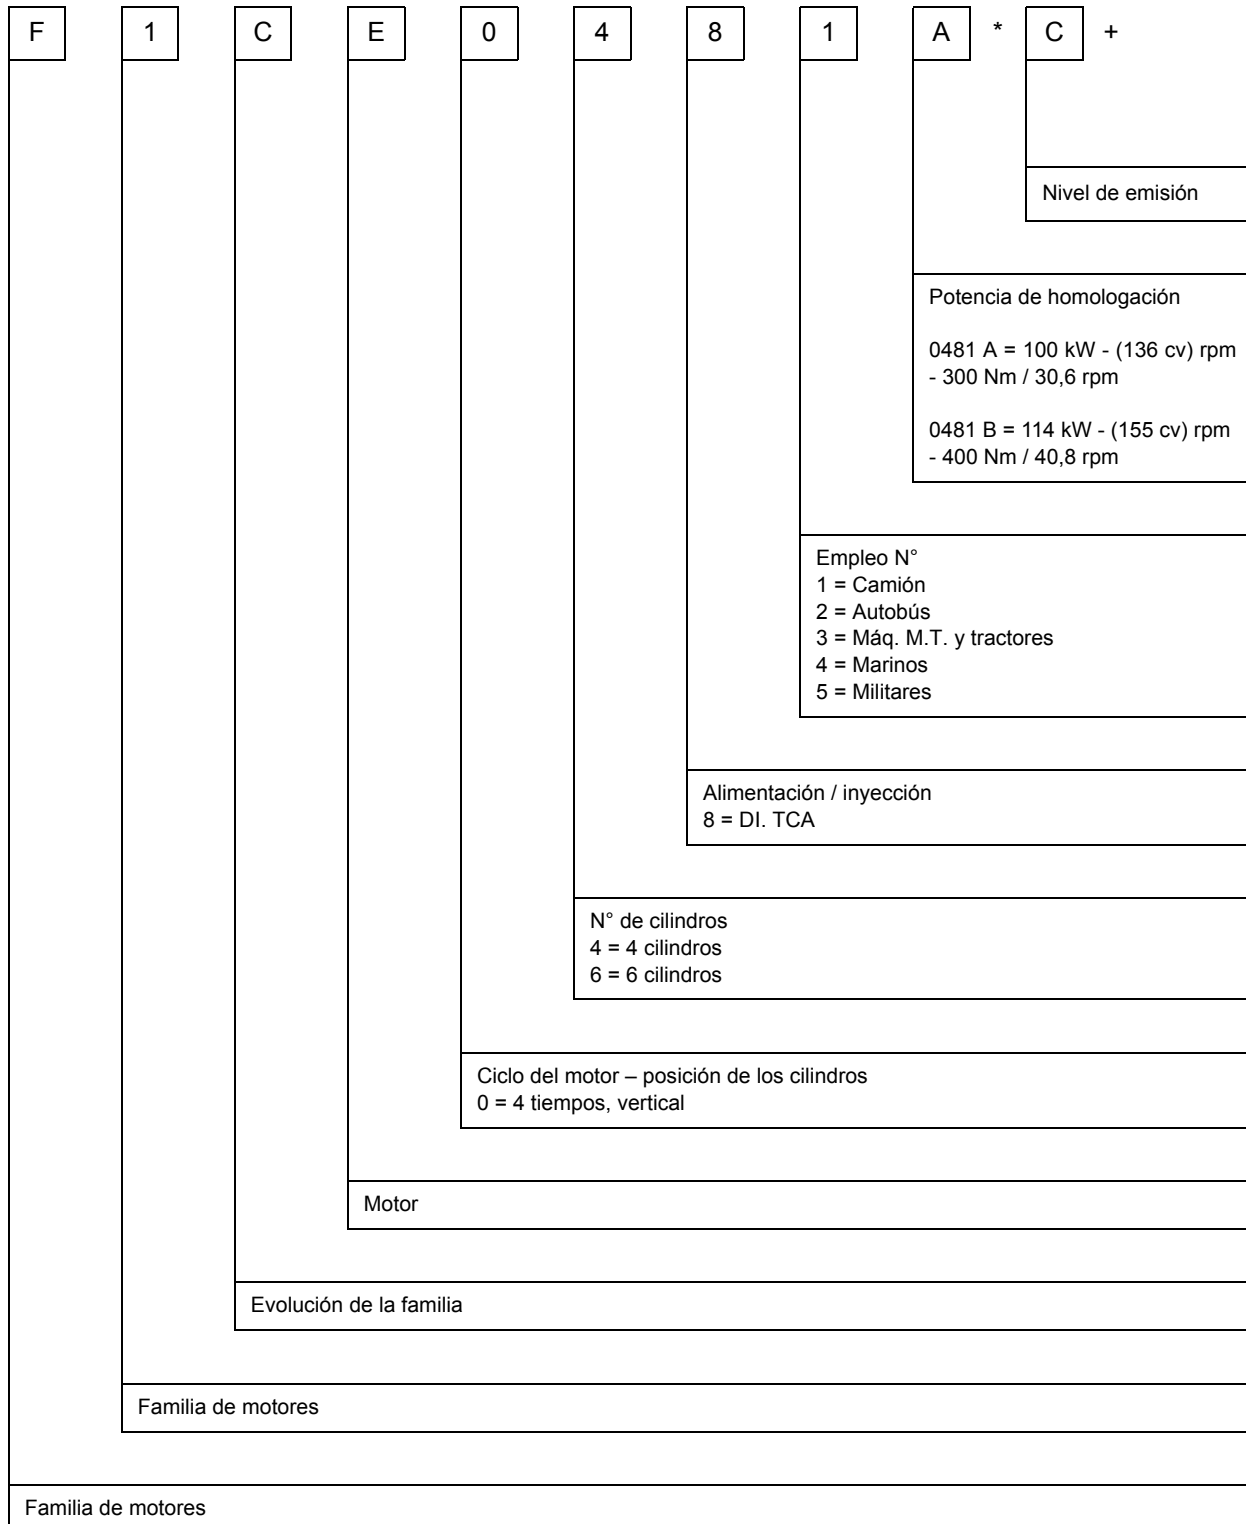 F 1 C E 0 4 8 1 A * C +
Nivel de emisión
Potencia de homologación
0481 A = 100 kW - (136 cv) rpm
- 300 Nm / 30,6 rpm
0481 B = 114 kW - (155 cv) rpm
- 400 Nm / 40,8 rpm
Empleo N°
1 = Camión
2 = Autobús
3 = Máq. M.T. y tractores
4 = Marinos
5 = Militares
Alimentación / inyección
8 = DI. TCA
N° de cilindros
4 = 4 cilindros
6 = 6 cilindros
Ciclo del motor – posición de los cilindros
0 = 4 tiempos, vertical
Motor
Evolución de la familia
Familia de motores
Familia de motores